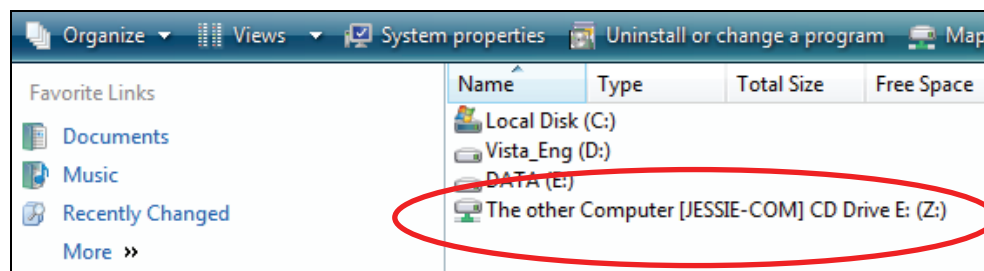 Organize Views System properties Uninstall or change a program Map
Favorite Links
Documents
Music
Recently Changed
More »
Name Type Total Size Free Space
Local Disk (C:)
Vista_Eng (D:)
DATA (E:)
The other Computer [JESSIE-COM] CD Drive E: (Z:)